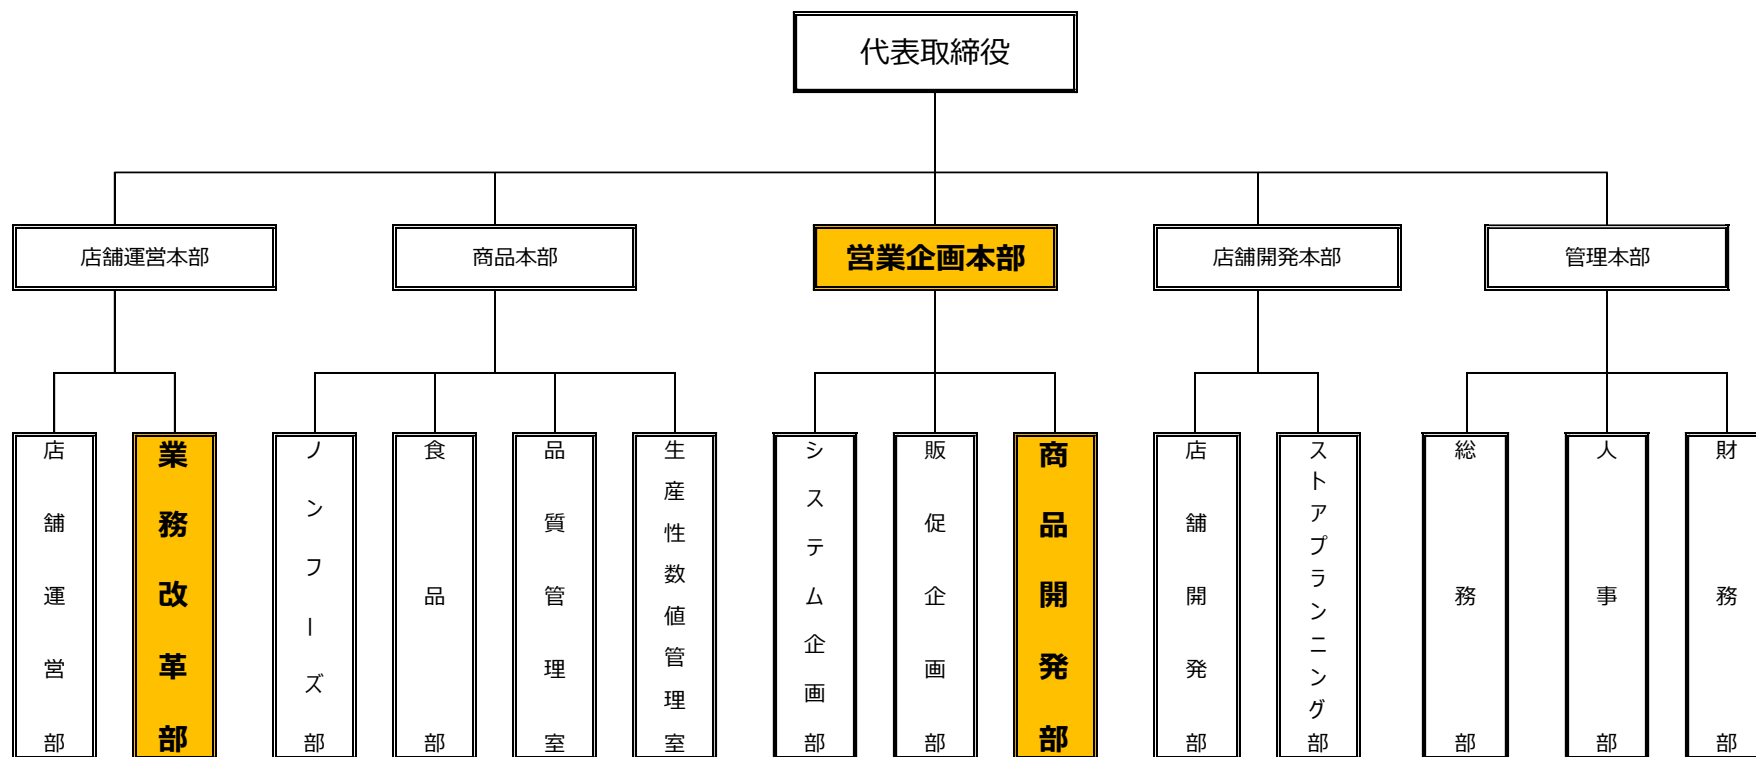 代表取締役
店舗運営本部
商品本部
営業企画本部
店舗開発本部
管理本部
店舗運営部
業務改革部
ノンフーズ部
食品部
品質管理室
生産性数値管理室
システム企画部
販促企画部
商品開発部
店舗開発部
ストアプランニング部
総務部
人事部
財務部